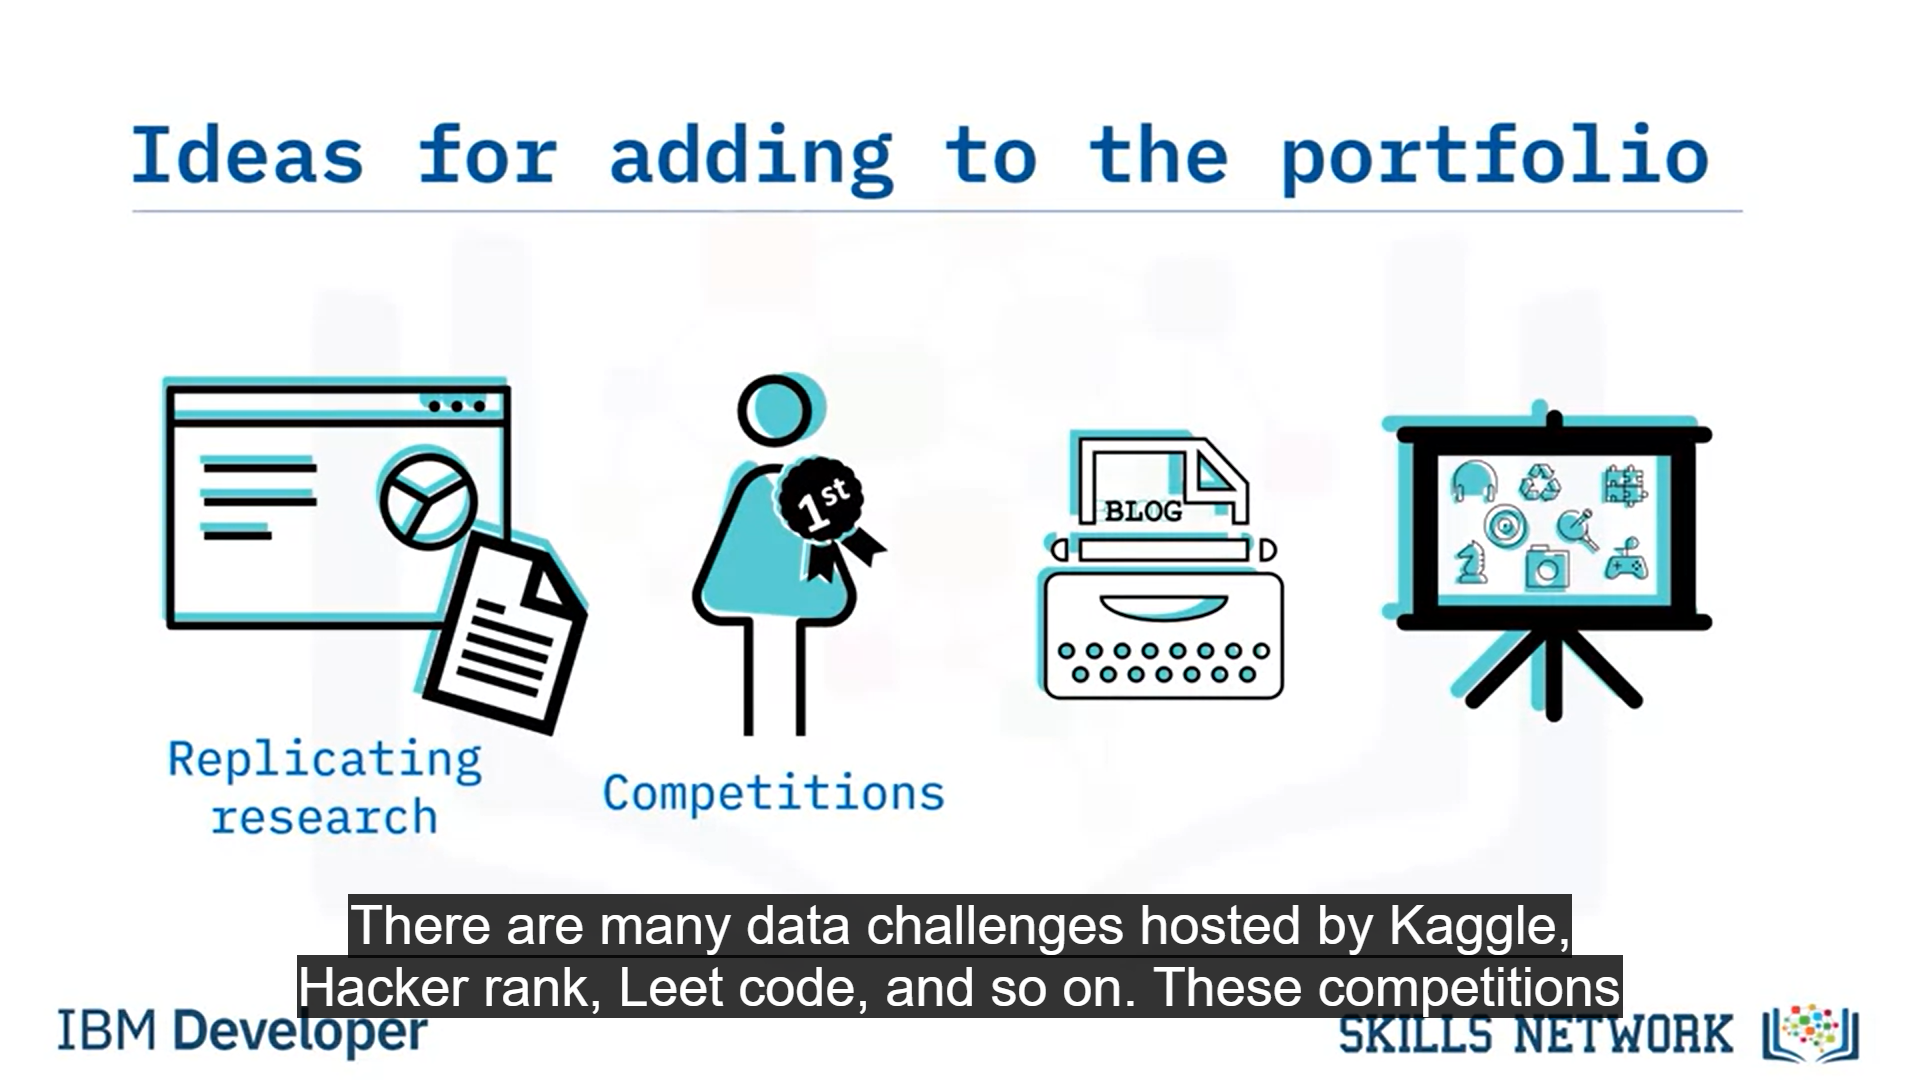 Ideas for adding to the portfolio
1st
BLOG
Replicating
research
Competitions
There are many data challenges hosted by Kaggle,
Hacker rank, Leet code, and so on. These competitions
IBM Developer
SKILLS NETWORK